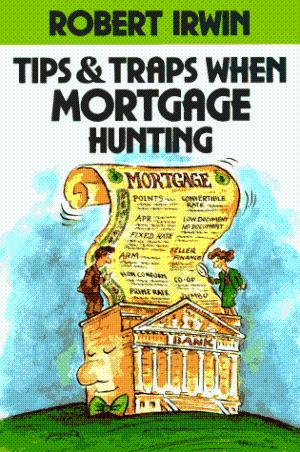 ROBERT IRWIN
TIPS & TRAPS WHEN
MORTGAGE
HUNTING
MORTGAGE
POINTS
CONVERTIBLE
RATE
APR
LOW DOCUMENT
NO DOCUMENT
FIXED RATE
ARM
SELLER
FINANCE
NON CONFORM
CO-OP
PRIME RATE
JUMBO
BANK